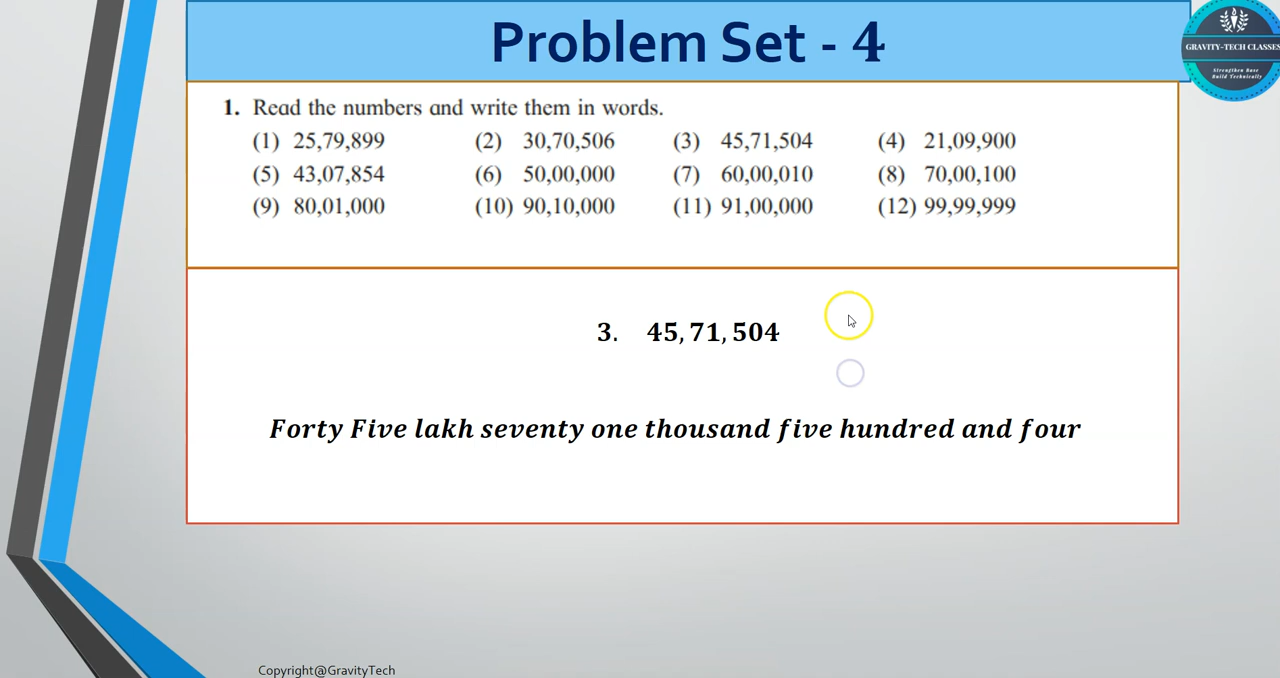 Problem Set - 4
GRAVITY-TECH CLASSES
Strengthen Base
Build Technically
1. Read the numbers and write them in words.
(1) 25,79,899 (2) 30,70,506 (3) 45,71,504 (4) 21,09,900
(5) 43,07,854 (6) 50,00,000 (7) 60,00,010 (8) 70,00,100
(9) 80,01,000 (10) 90,10,000 (11) 91,00,000 (12) 99,99,999
3. 45, 71, 504
Forty Five lakh seventy one thousand five hundred and four
Copyright@GravityTech